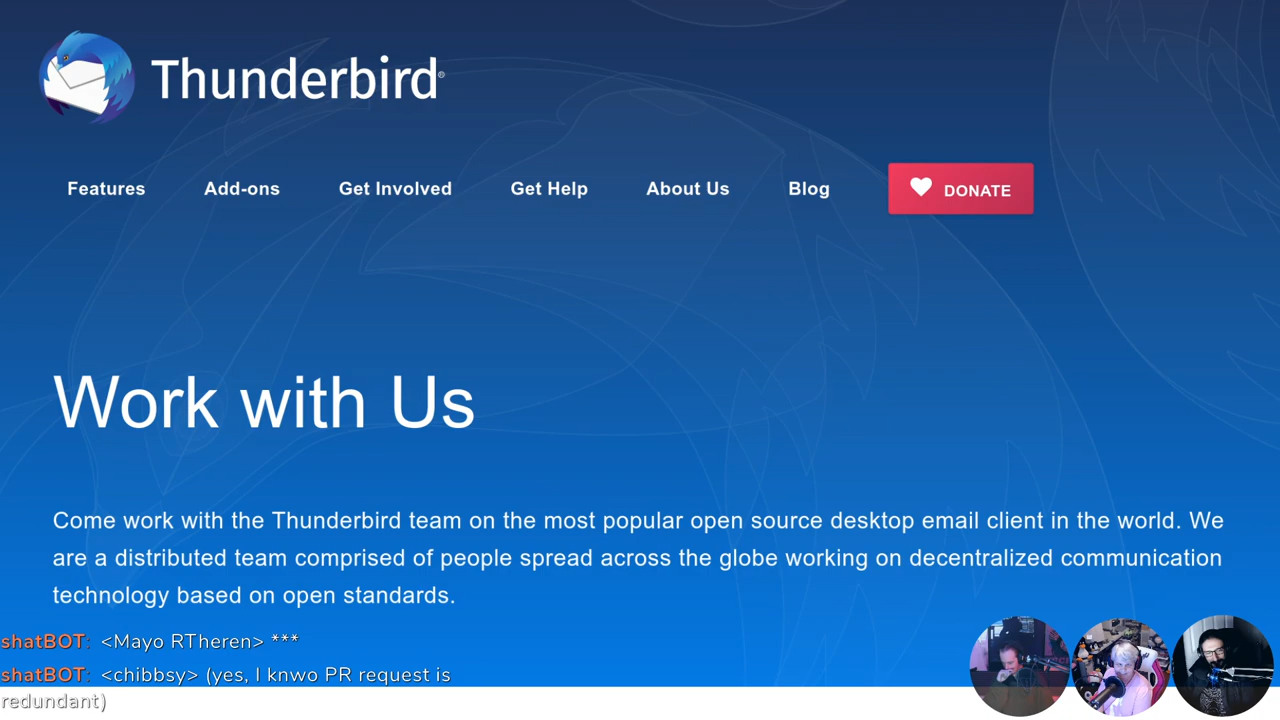 Thunderbird®
Features Add-ons Get Involved Get Help About Us Blog DONATE
Work with Us
Come work with the Thunderbird team on the most popular open source desktop email client in the world. We
are a distributed team comprised of people spread across the globe working on decentralized communication
technology based on open standards.
shatBOT: <Mayo RTheren> ***
shatBOT: <chibbsy> (yes, I knwo PR request is
redundant)